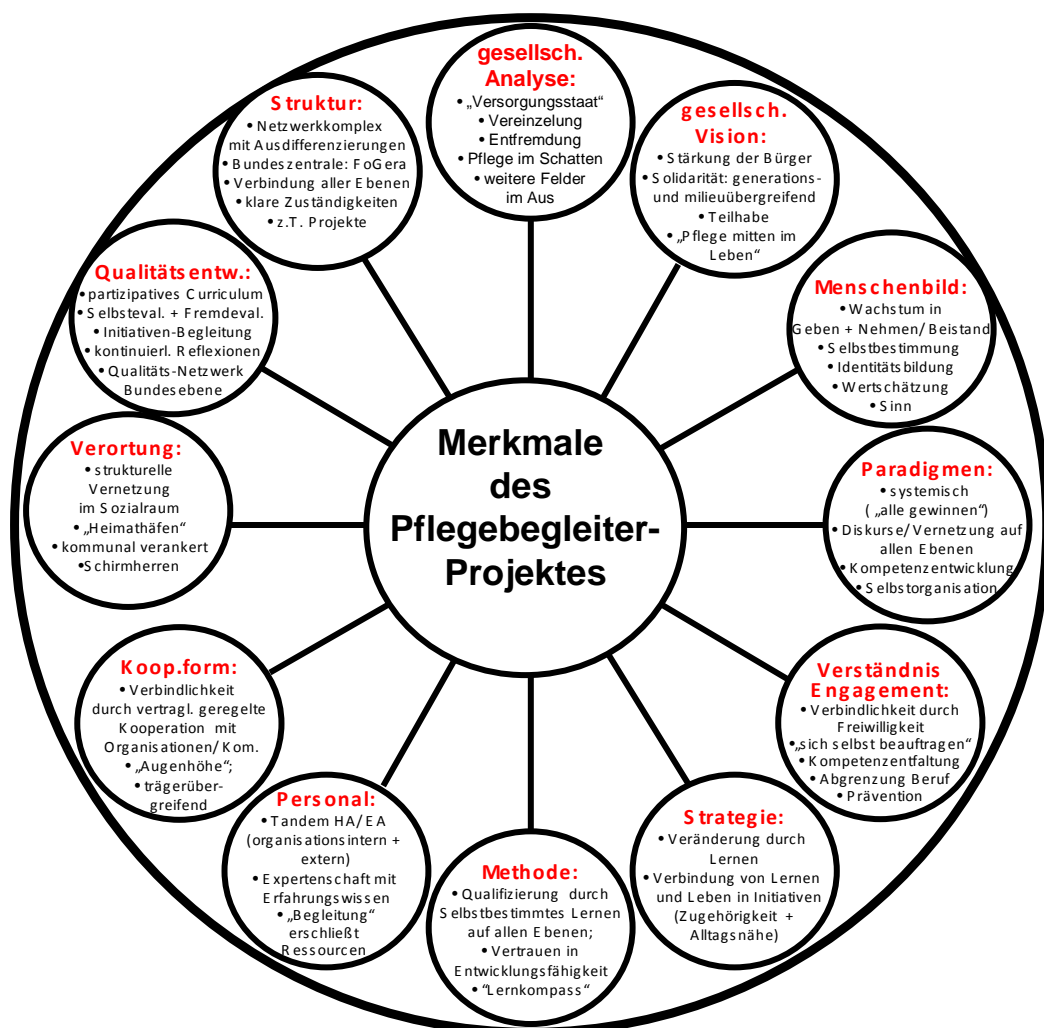 Merkmale
des
Pflegebegleiter-
Projektes
gesellsch.
Analyse:
• „Versorgungsstaat“
• Vereinzelung
• Entfremdung
• Pflege im Schatten
• weitere Felder
im Aus
gesellsch.
Vision:
• Stärkung der Bürger
• Solidarität: generations-
und milieuübergreifend
• Teilhabe
• „Pflege mitten im
Leben“
Menschenbild:
• Wachstum in
Geben + Nehmen/ Beistand
• Selbstbestimmung
• Identitätsbildung
• Wertschätzung
• Sinn
Paradigmen:
• systemisch
( „alle gewinnen“)
• Diskurse/ Vernetzung auf
allen Ebenen
• Kompetenzentwicklung
• Selbstorganisation
Verständnis
Engagement:
• Verbindlichkeit durch
Freiwilligkeit
• „sich selbst beauftragen“
• Kompetenzentfaltung
• Abgrenzung Beruf
• Prävention
Strategie:
• Veränderung durch
Lernen
• Verbindung von Lernen
und Leben in Initiativen
(Zugehörigkeit +
Alltagsnähe)
Methode:
• Qualifizierung durch
Selbstbestimmtes Lernen
auf allen Ebenen;
• Vertrauen in
Entwicklungsfähigkeit
• “Lernkompass“
Personal:
• Tandem HA/ EA
(organisationsintern +
extern)
• Expertenschaft mit
Erfahrungswissen
• „Begleitung“
erschließt
Ressourcen
Koop.form:
• Verbindlichkeit
durch vertragl. geregelte
Kooperation mit
Organisationen/ Kom.
• „Augenhöhe“;
• trägerüber-
greifend
Verortung:
• strukturelle
Vernetzung
im Sozialraum
• „Heimathäfen“
• kommunal verankert
•Schirmherren
Qualitätsentw.:
• partizipatives Curriculum
• Selbsteval. + Fremdeval.
• Initiativen-Begleitung
• kontinuierl. Reflexionen
• Qualitäts-Netzwerk
Bundesebene
Struktur:
• Netzwerkkomplex
mit Ausdifferenzierungen
• Bundeszentrale: FoGera
• Verbindung aller Ebenen
• klare Zuständigkeiten
• z.T. Projekte